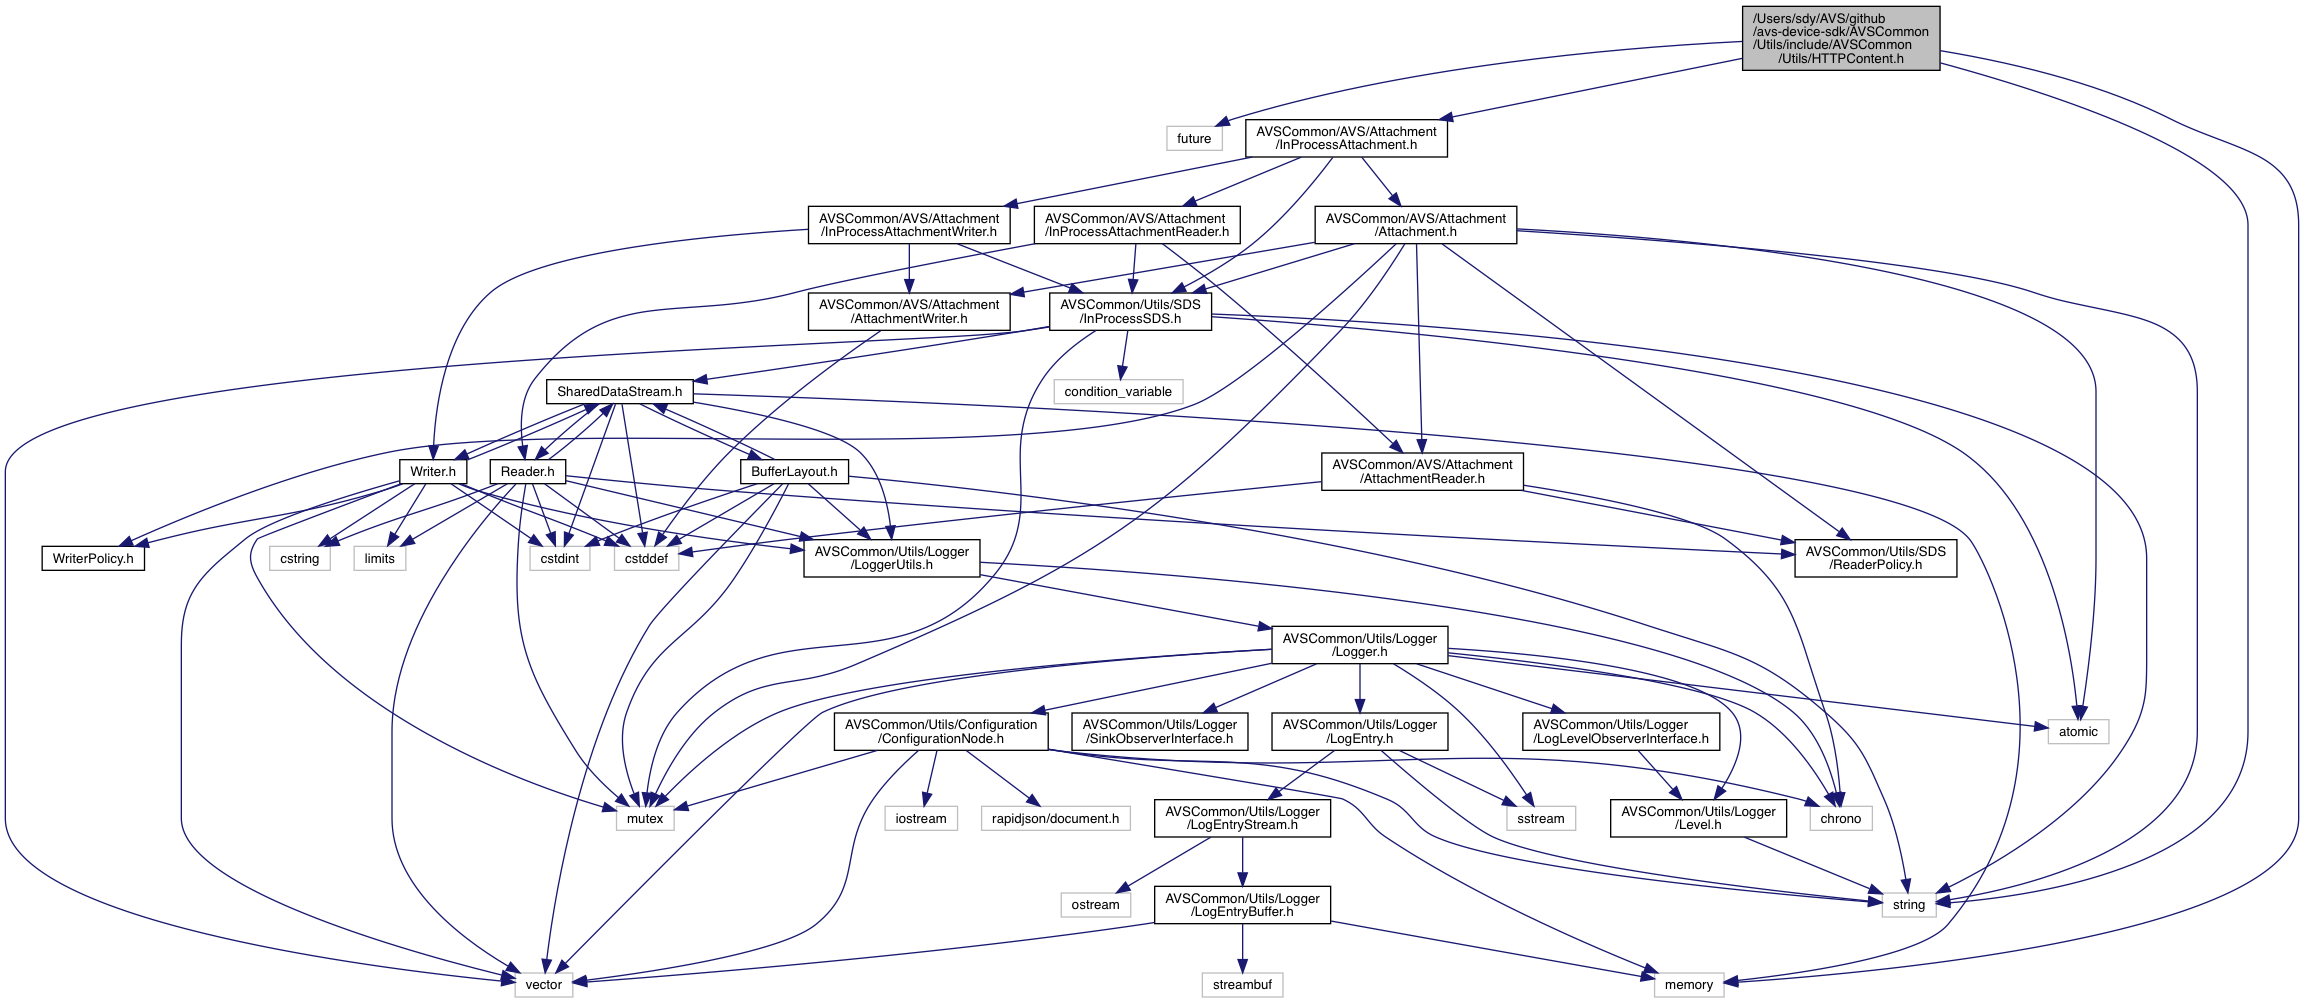 /Users/sdy/AVS/github
/avs-device-sdk/AVSCommon
/Utils/include/AVSCommon
/Utils/HTTPContent.h
future
AVSCommon/AVS/Attachment
/InProcessAttachment.h
AVSCommon/AVS/Attachment
/InProcessAttachmentWriter.h
AVSCommon/AVS/Attachment
/InProcessAttachmentReader.h
AVSCommon/AVS/Attachment
/Attachment.h
AVSCommon/AVS/Attachment
/AttachmentWriter.h
AVSCommon/Utils/SDS
/InProcessSDS.h
SharedDataStream.h
condition_variable
Writer.h
Reader.h
BufferLayout.h
AVSCommon/AVS/Attachment
/AttachmentReader.h
WriterPolicy.h
cstring
limits
cstdint
cstddef
AVSCommon/Utils/Logger
/LoggerUtils.h
AVSCommon/Utils/SDS
/ReaderPolicy.h
AVSCommon/Utils/Logger
/Logger.h
AVSCommon/Utils/Configuration
/ConfigurationNode.h
AVSCommon/Utils/Logger
/SinkObserverInterface.h
AVSCommon/Utils/Logger
/LogEntry.h
AVSCommon/Utils/Logger
/LogLevelObserverInterface.h
atomic
mutex
iostream
rapidjson/document.h
AVSCommon/Utils/Logger
/LogEntryStream.h
sstream
AVSCommon/Utils/Logger
/Level.h
chrono
ostream
AVSCommon/Utils/Logger
/LogEntryBuffer.h
string
vector
streambuf
memory